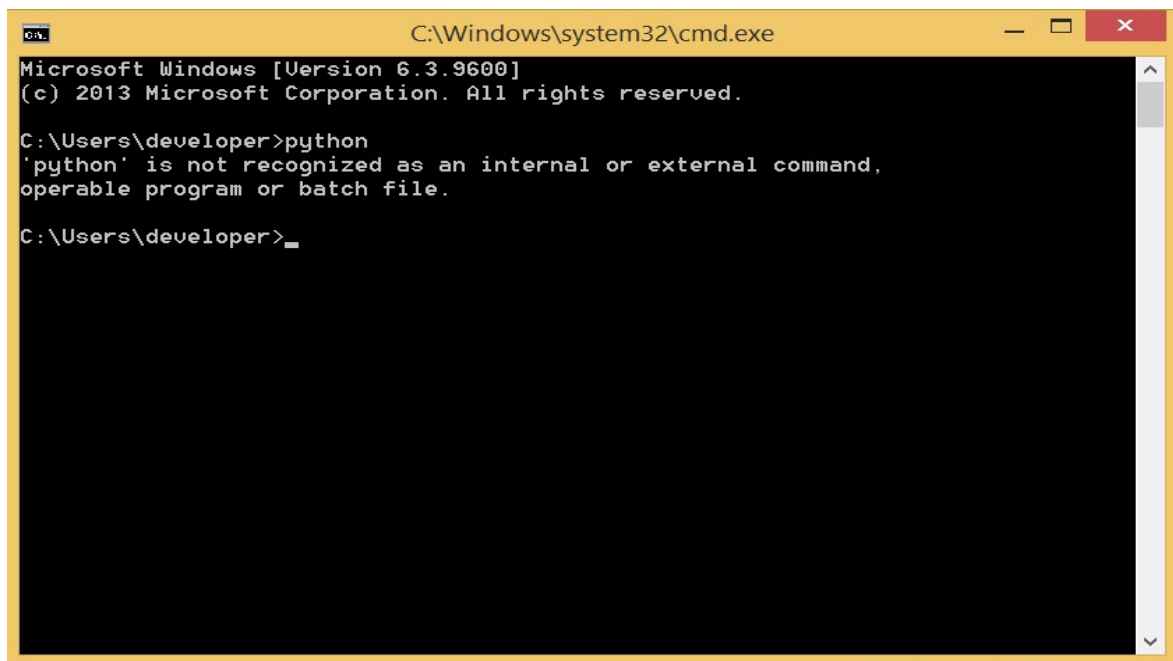 C:\Windows\system32\cmd.exe
Microsoft Windows [Version 6.3.9600]
(c) 2013 Microsoft Corporation. All rights reserved.
C:\Users\developer>python
'python' is not recognized as an internal or external command,
operable program or batch file.
C:\Users\developer>_